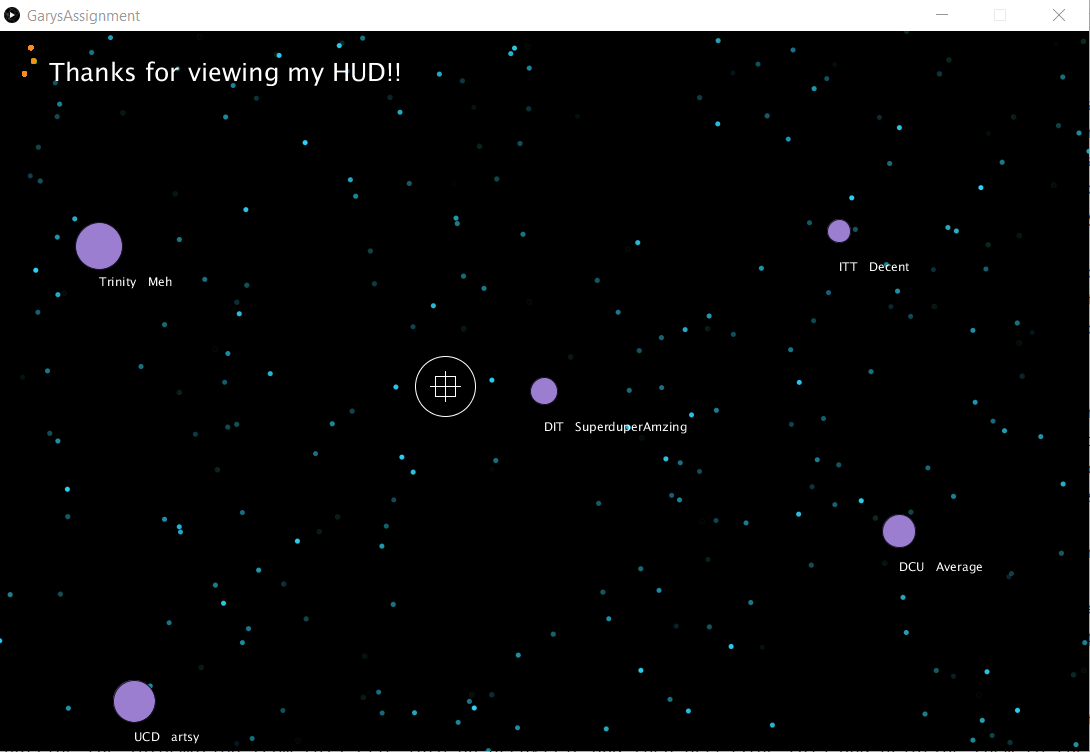 GarysAssignment
Thanks for viewing my HUD!!
ITT Decent
Trinity Meh
DIT SuperduperAmzing
DCU Average
UCD artsy